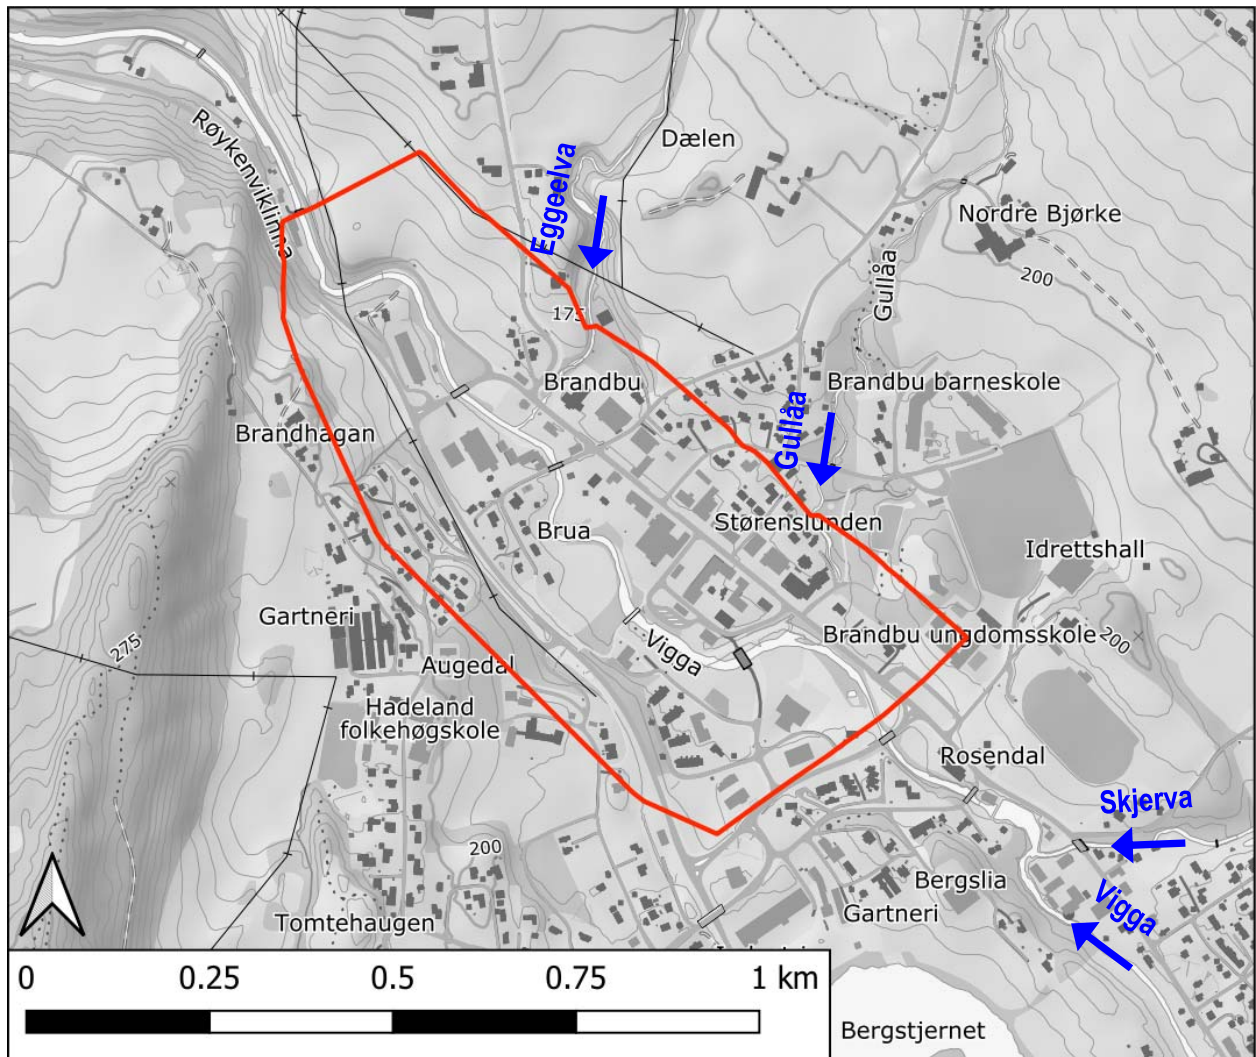 Røykenviklinna
Dælen
Eggeelva
Nordre Bjørke
200
Gullåa
175
Brandbu
Brandbu barneskole
Gullåa
Brandhagan
Størenslunden
Brua
Idrettshall
Gartneri
275
Vigga
Brandbu ungdomsskole
200
Augedal
Hadeland
folkehøgskole
Rosendal
Skjerva
200
Bergslia
Vigga
Gartneri
Tomtehaugen
0 0.25 0.5 0.75 1 km
Bergstjernet